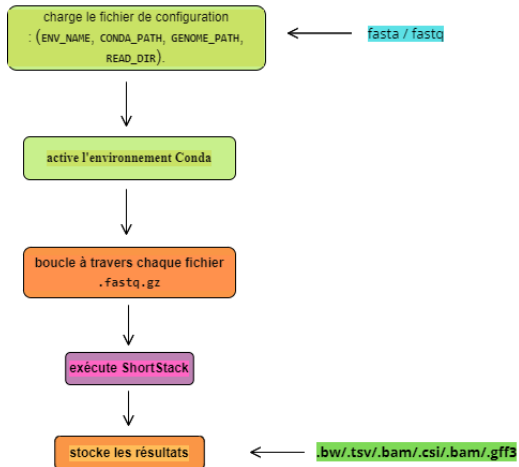 charge le fichier de configuration
: (ENV_NAME, CONDA_PATH, GENOME_PATH,
READ_DIR).
fasta / fastq
active l'environnement Conda
boucle à travers chaque fichier
.fastq.gz
exécute ShortStack
stocke les résultats
.bw/.tsv/.bam/.csi/.bam/.gff3